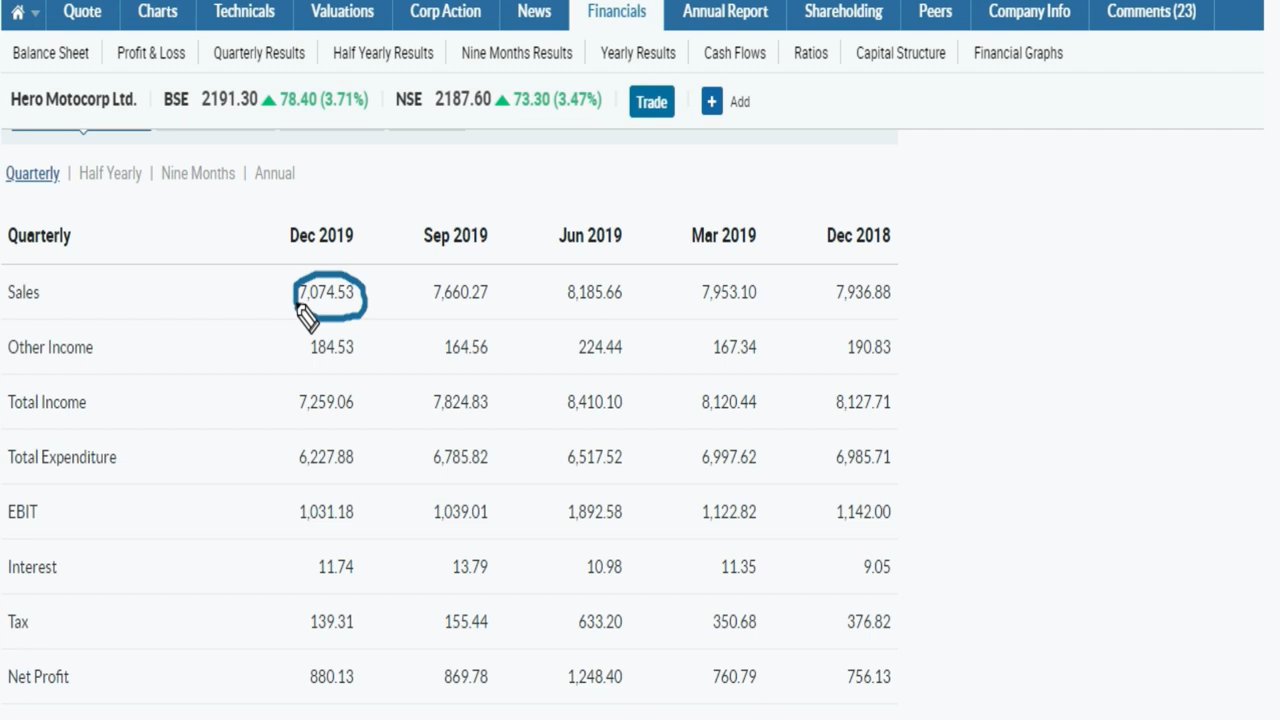 Quote Charts Technicals Valuations Corp Action News Financials Annual Report Shareholding Peers Company Info Comments (23)
Balance Sheet Profit & Loss Quarterly Results Half Yearly Results Nine Months Results Yearly Results Cash Flows Ratios Capital Structure Financial Graphs
Hero Motocorp Ltd. BSE 2191.30 ▲ 78.40 (3.71%) NSE 2187.60 ▲ 73.30 (3.47%) Trade + Add
Quarterly | Half Yearly | Nine Months | Annual
Quarterly Dec 2019 Sep 2019 Jun 2019 Mar 2019 Dec 2018
Sales 7,074.53 7,660.27 8,185.66 7,953.10 7,936.88
Other Income 184.53 164.56 224.44 167.34 190.83
Total Income 7,259.06 7,824.83 8,410.10 8,120.44 8,127.71
Total Expenditure 6,227.88 6,785.82 6,517.52 6,997.62 6,985.71
EBIT 1,031.18 1,039.01 1,892.58 1,122.82 1,142.00
Interest 11.74 13.79 10.98 11.35 9.05
Tax 139.31 155.44 633.20 350.68 376.82
Net Profit 880.13 869.78 1,248.40 760.79 756.13